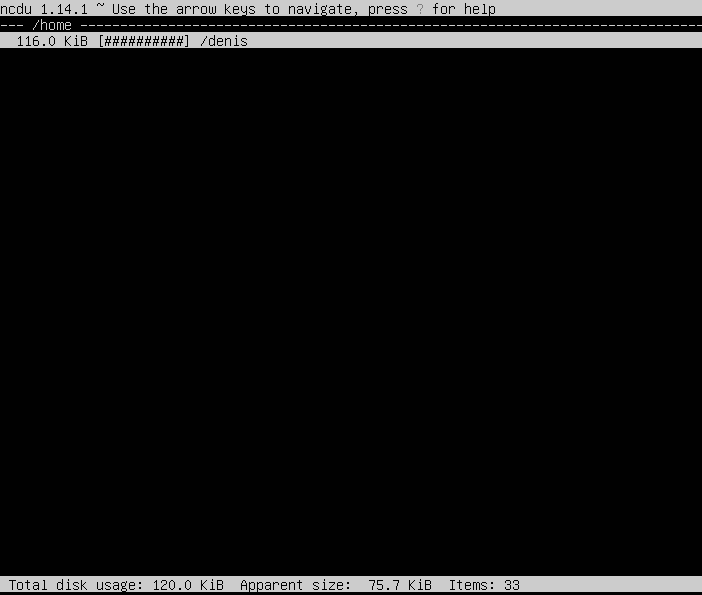 ncdu 1.14.1 ~ Use the arrow keys to navigate, press ? for help
--- /home ------------------------------------------------------------------------------
116.0 KiB [##########] /denis
Total disk usage: 120.0 KiB  Apparent size:  75.7 KiB  Items: 33